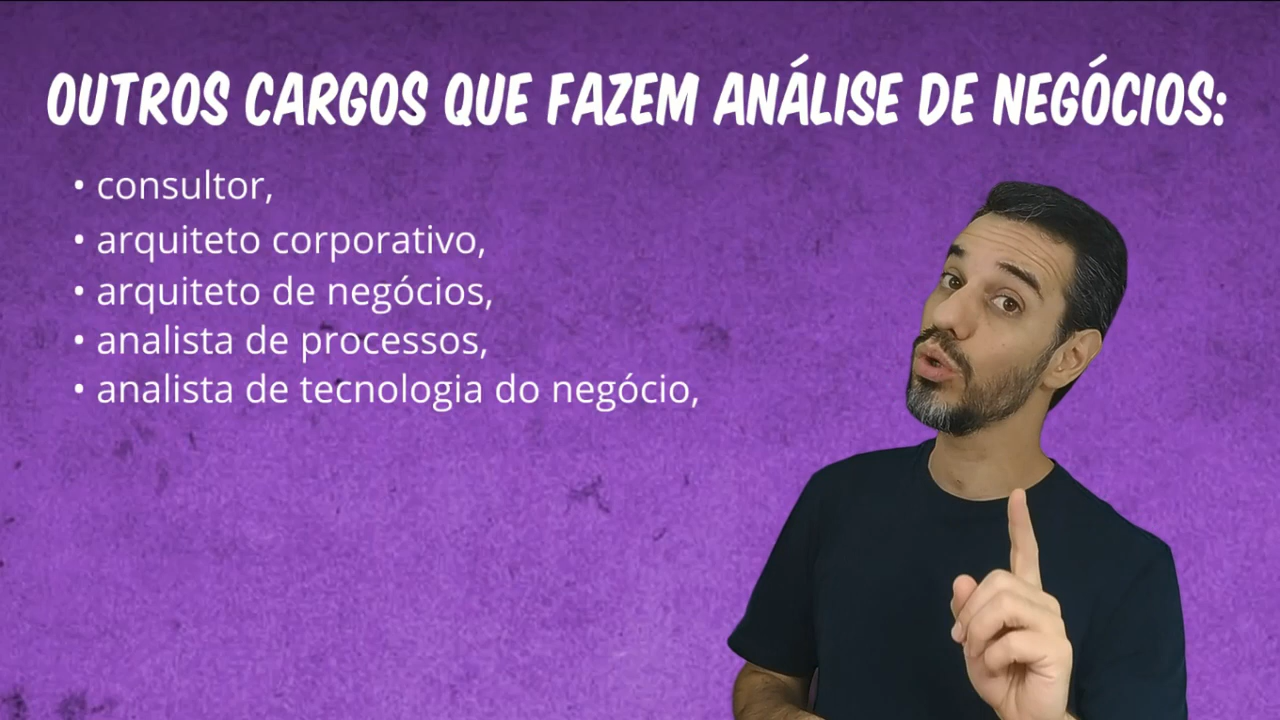 OUTROS CARGOS QUE FAZEM ANÁLISE DE NEGÓCIOS:
• consultor,
• arquiteto corporativo,
• arquiteto de negócios,
• analista de processos,
• analista de tecnologia do negócio,